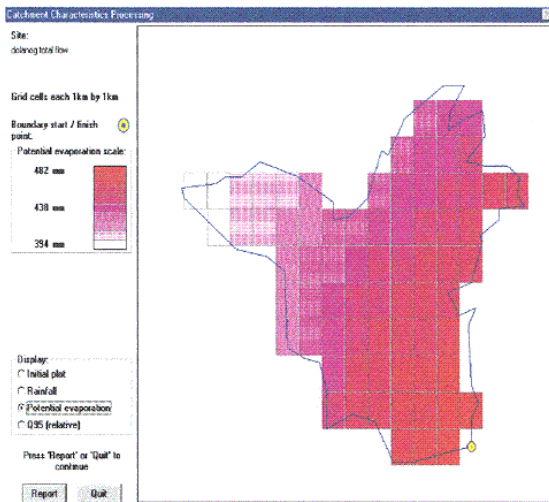 Catchment Characteristics Processing
Site:
dolanog total flow
Grid cells each 1km by 1km
Boundary start / finish
point:
Potential evaporation scale:
482 mm
438 mm
394 mm
Display:
Initial plot
Rainfall
Potential evaporation
Q95 (relative)
Press 'Report' or 'Quit' to
continue
Report Quit